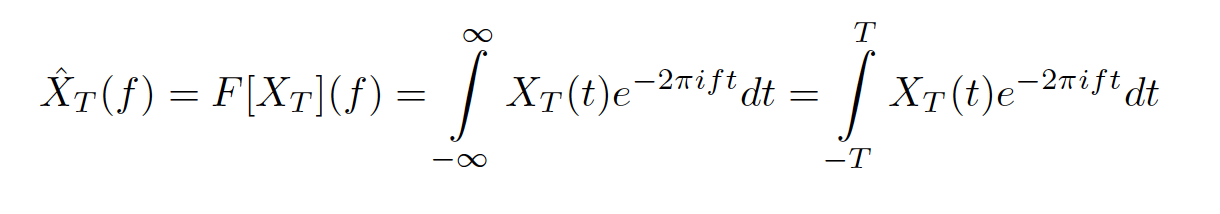 X̂_T(f) = F[X_T](f) = ∫_{-∞}^{∞} X_T(t)e^{-2πift}dt = ∫_{-T}^{T} X_T(t)e^{-2πift}dt